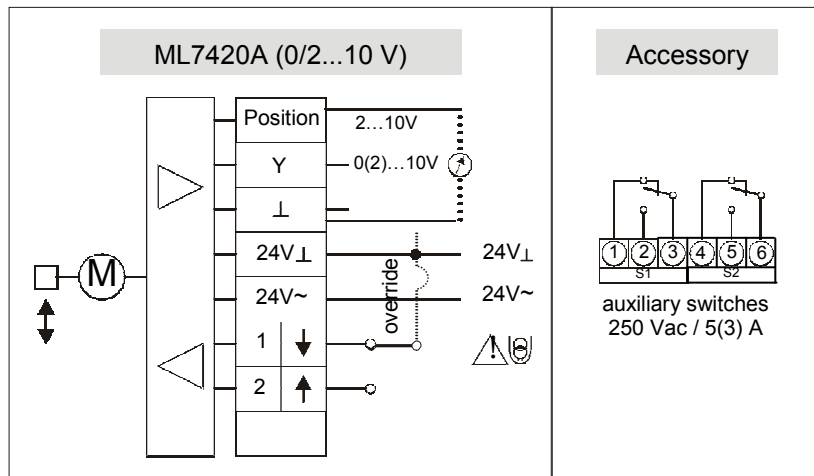 ML7420A (0/2...10 V)
Accessory
Position
2…10V
Y
0(2)…10V
⊥
24V⊥
24V⊥
24V~
24V~
override
1
2
M
1 2 3 4 5 6
S1 S2
auxiliary switches
250 Vac / 5(3) A